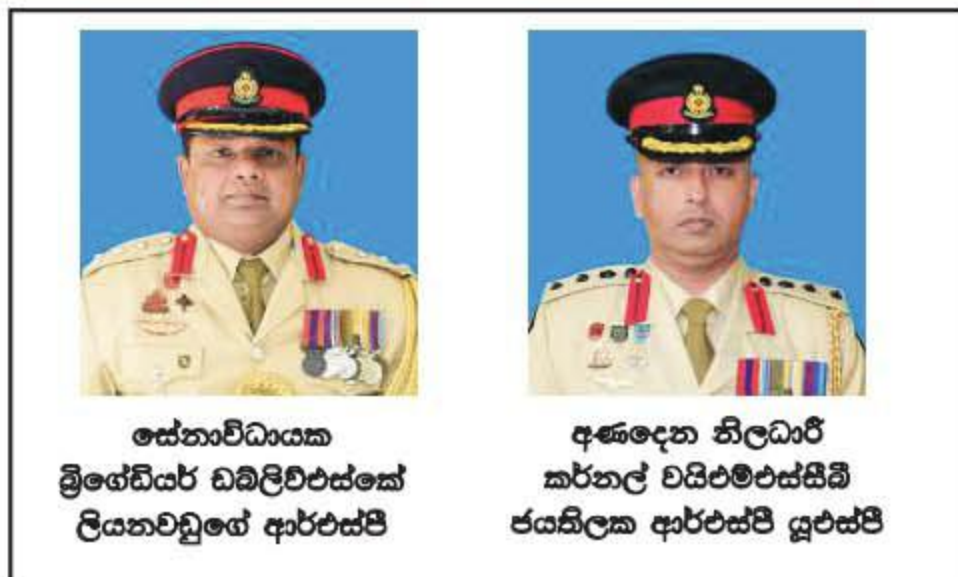 සේනාවිධායක
බ්‍රිගේඩියර් ඩබ්ලිව්එස්කේ
ලියනවඩුගේ ආර්එස්පී
අණදෙන නිලධාරී
කර්නල් වයිඑම්එස්සීබී
ජයතිලක ආර්එස්පී යූඑස්පී